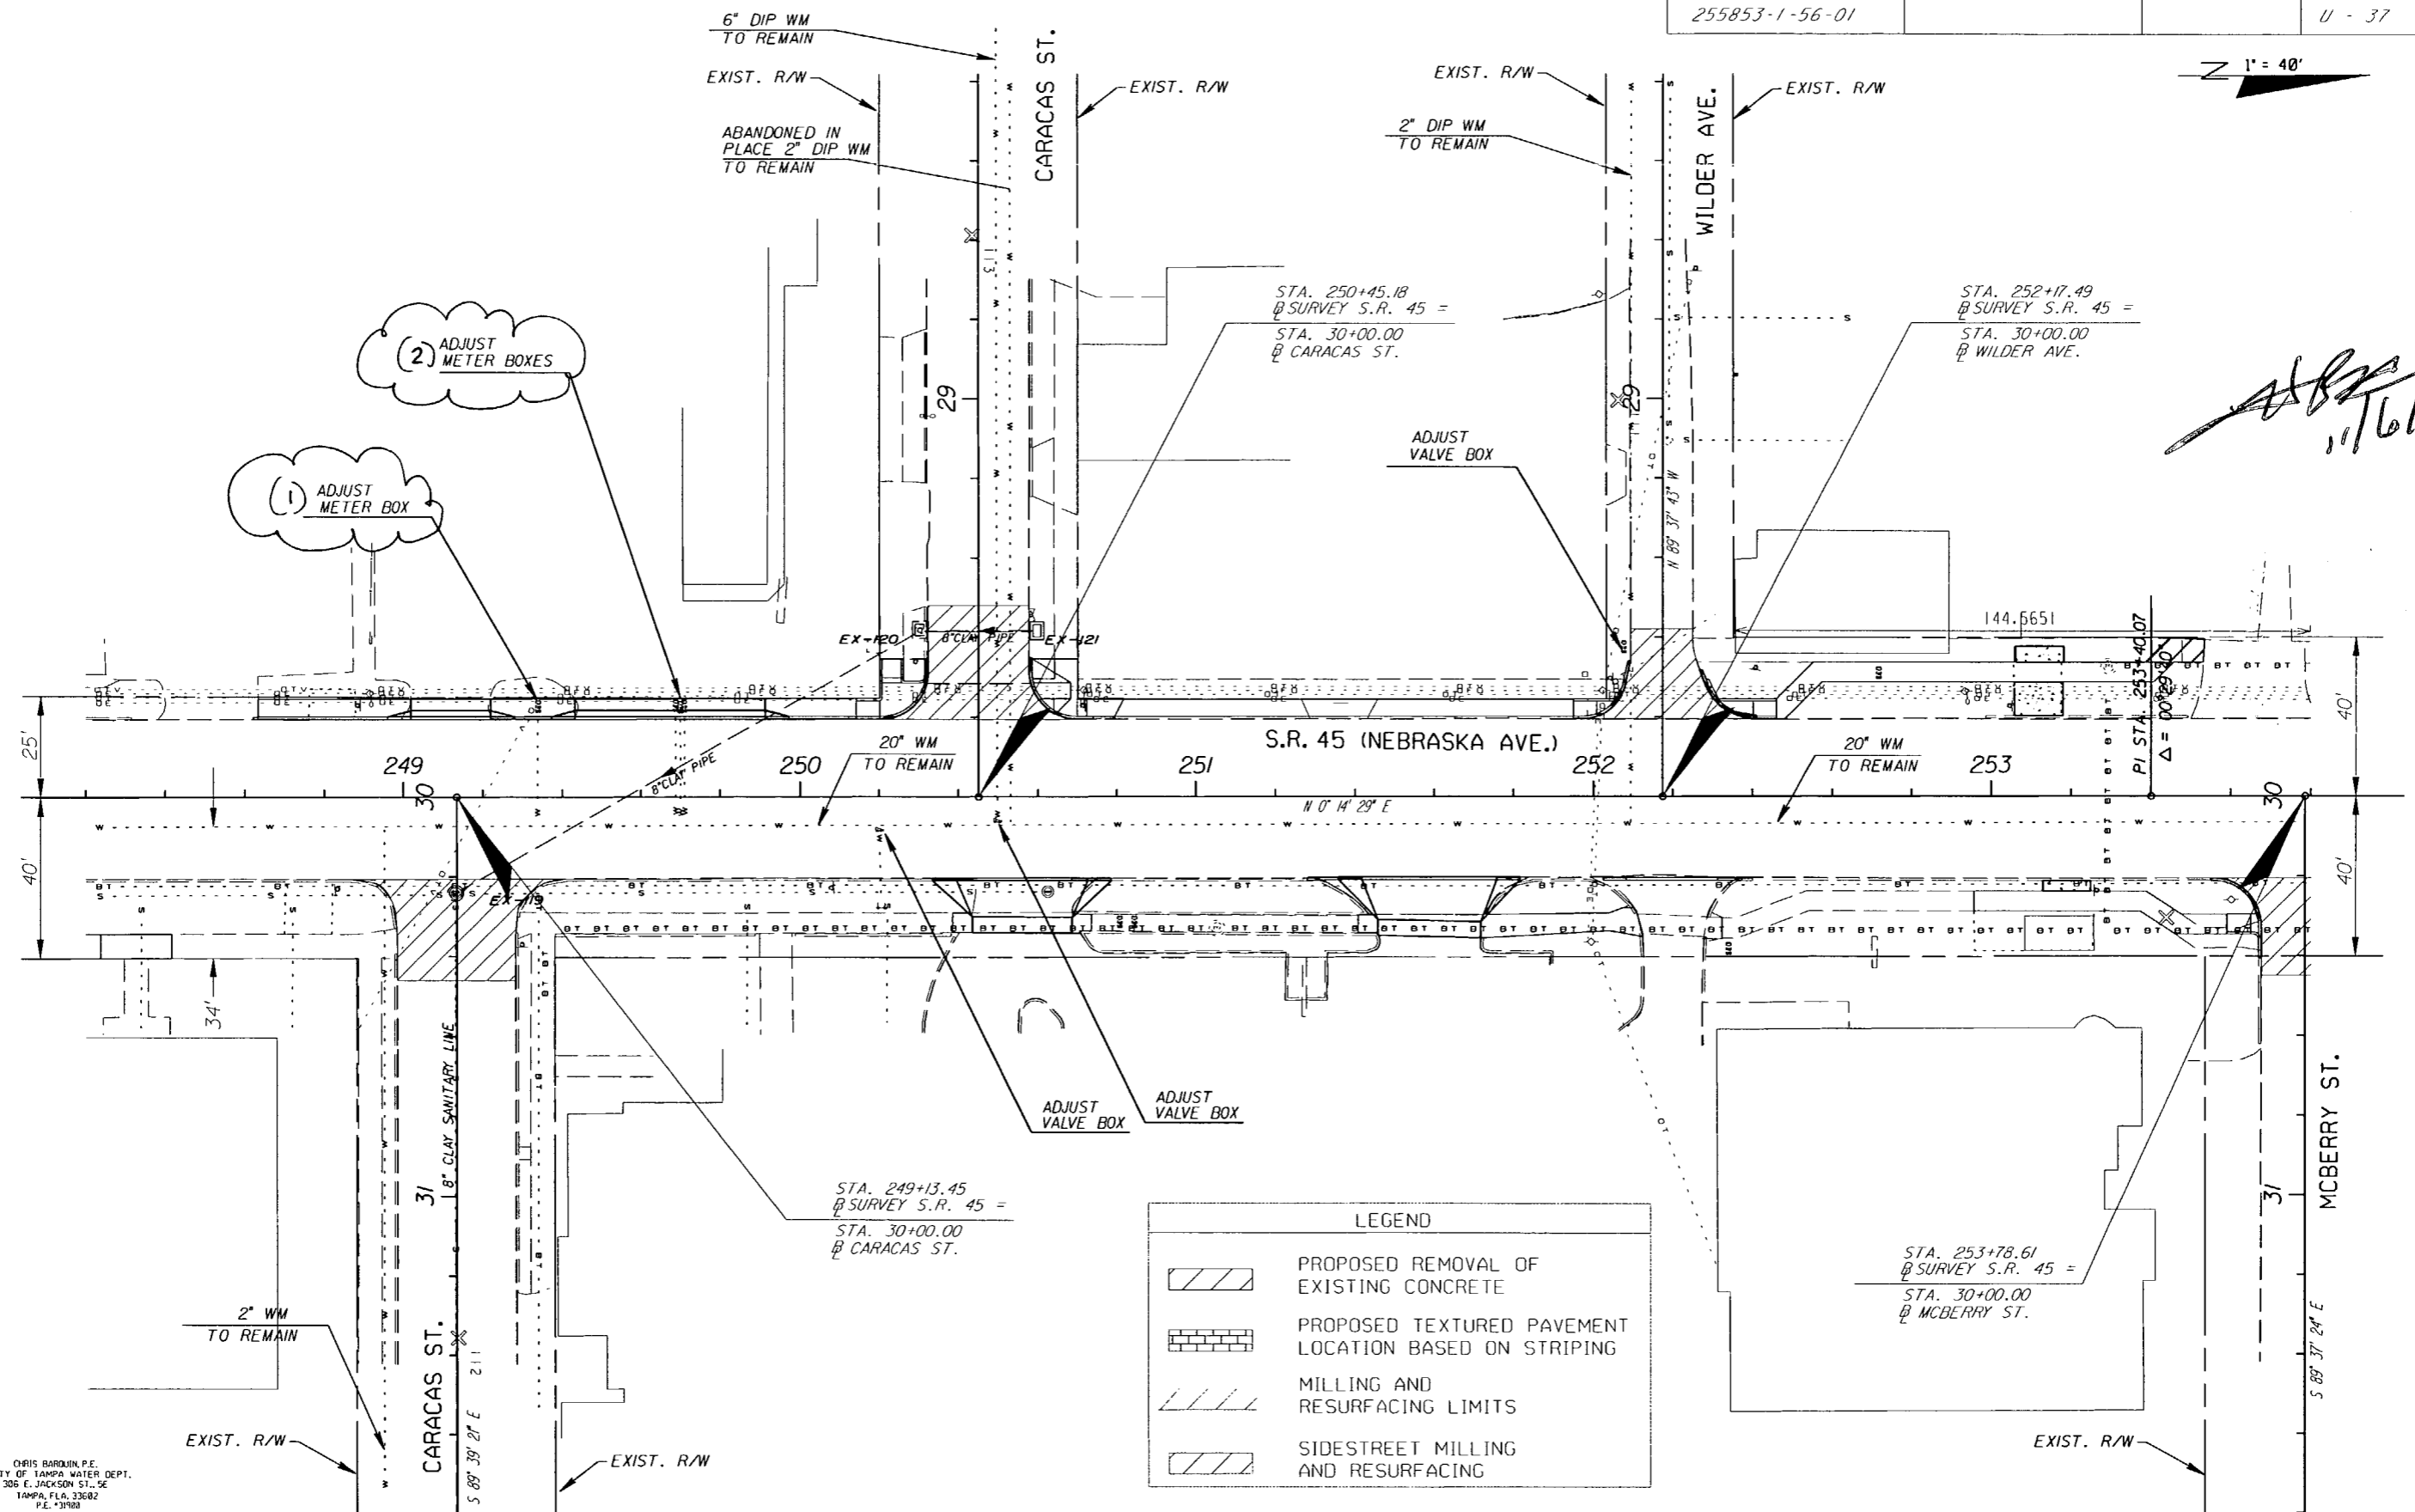 255853-1-56-01
U - 37
1" = 40'
6" DIP WM
TO REMAIN
EXIST. R/W
CARACAS ST.
EXIST. R/W
ABANDONED IN
PLACE 2" DIP WM
TO REMAIN
EXIST. R/W
WILDER AVE.
EXIST. R/W
2" DIP WM
TO REMAIN
113
STA. 250+45.18
SURVEY S.R. 45 =
STA. 30+00.00
CARACAS ST.
STA. 252+17.49
SURVEY S.R. 45 =
STA. 30+00.00
WILDER AVE.
(2) ADJUST
METER BOXES
(1) ADJUST
METER BOX
29
29
ADJUST
VALVE BOX
N 89° 37' 43" W
EX-120
8" CLAY PIPE
EX-121
144.5651
PI STA. 253+40.07
25'
40'
S.R. 45 (NEBRASKA AVE.)
20" WM
TO REMAIN
20" WM
TO REMAIN
249
250
251
252
253
8" CLAY PIPE
30
30
N 0° 14' 29" E
40'
40'
34'
EX-119
8" CLAY SANITARY LINE
31
31
ADJUST
VALVE BOX
ADJUST
VALVE BOX
MCBERRY ST.
STA. 249+13.45
SURVEY S.R. 45 =
STA. 30+00.00
CARACAS ST.
STA. 253+78.61
SURVEY S.R. 45 =
STA. 30+00.00
MCBERRY ST.
LEGEND
PROPOSED REMOVAL OF
EXISTING CONCRETE
PROPOSED TEXTURED PAVEMENT
LOCATION BASED ON STRIPING
MILLING AND
RESURFACING LIMITS
SIDESTREET MILLING
AND RESURFACING
2" WM
TO REMAIN
CARACAS ST.
211
S 89° 39' 21" E
S 89° 37' 24" E
EXIST. R/W
EXIST. R/W
EXIST. R/W
CHRIS BARQUIN, P.E.
TY OF TAMPA WATER DEPT.
306 E. JACKSON ST., 5E
TAMPA, FLA. 33602
P.E. #31980